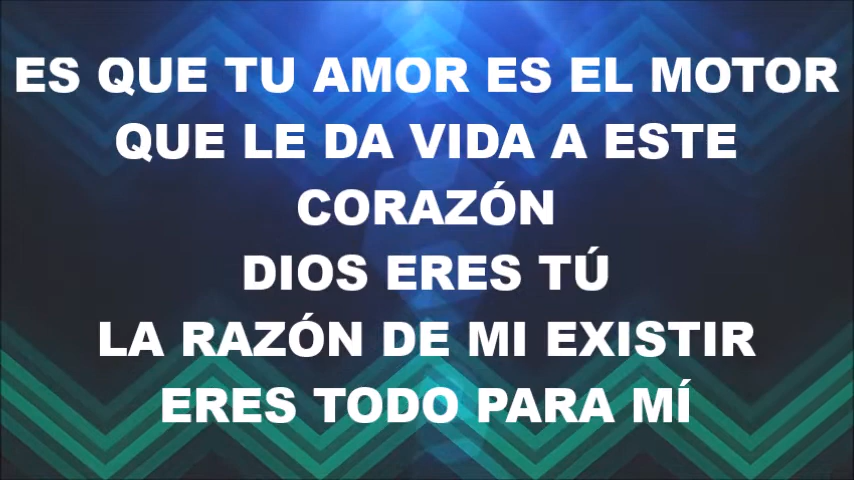 ES QUE TU AMOR ES EL MOTOR
QUE LE DA VIDA A ESTE
CORAZÓN
DIOS ERES TÚ
LA RAZÓN DE MI EXISTIR
ERES TODO PARA MÍ